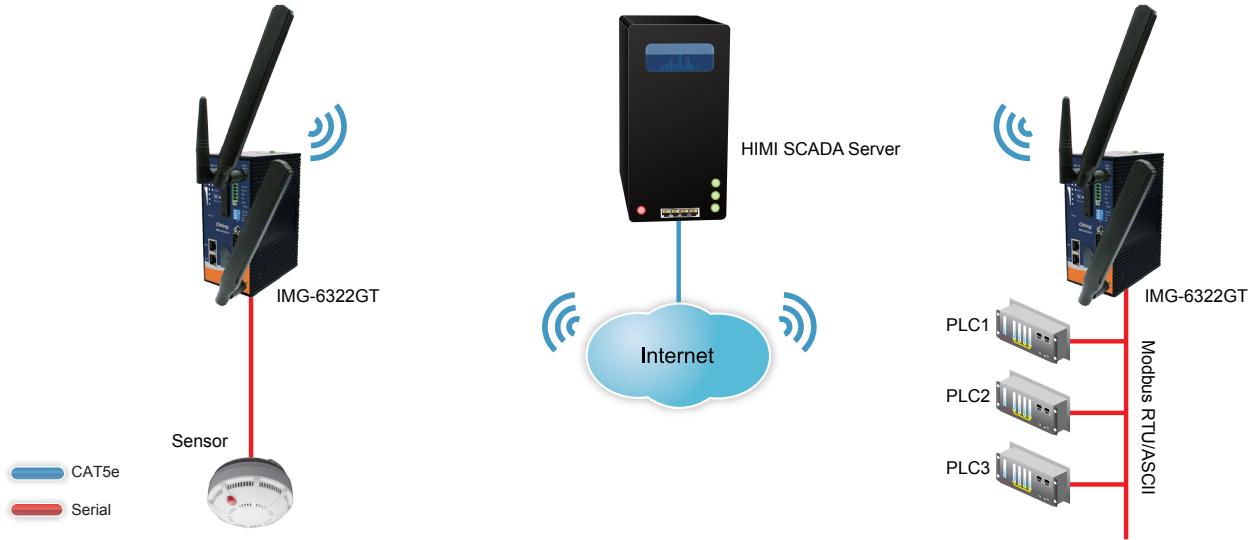 HIMI SCADA Server
IMG-6322GT
IMG-6322GT
Internet
PLC1
PLC2
PLC3
Modbus RTU/ASCII
Sensor
CAT5e
Serial